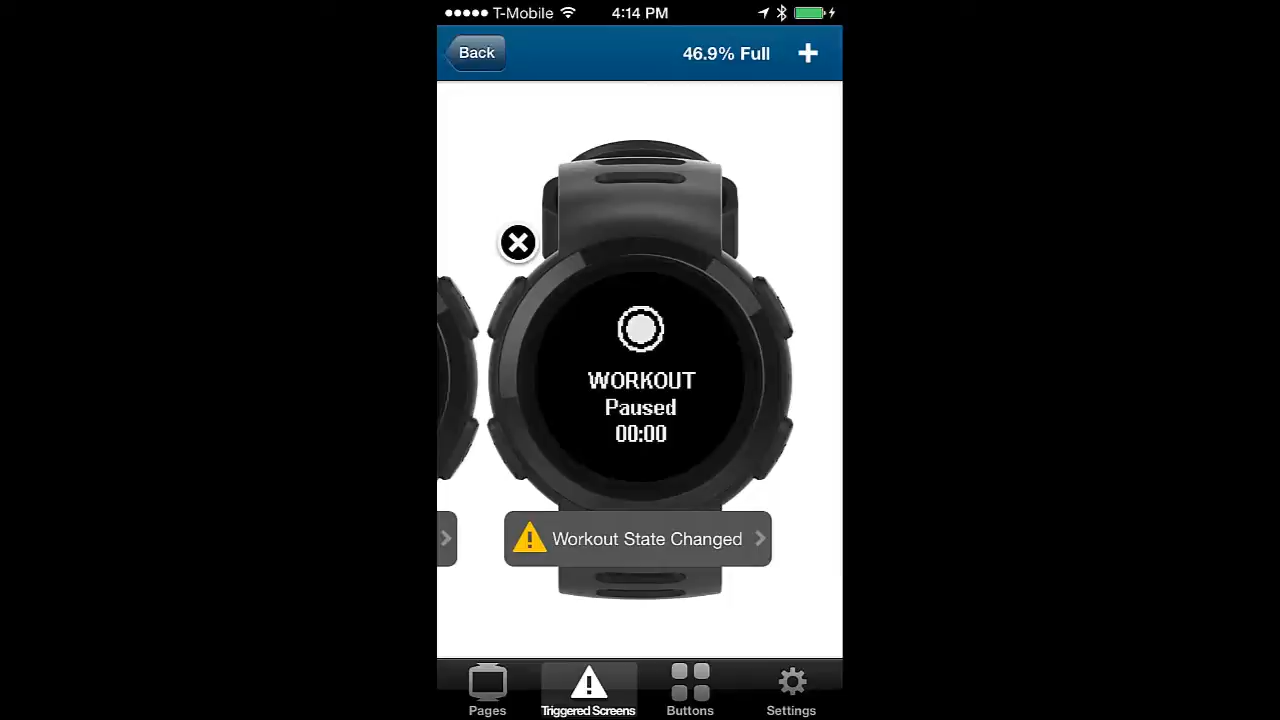 T-Mobile 4:14 PM
Back 46.9% Full +
WORKOUT
Paused
00:00
Workout State Changed
Pages Triggered Screens Buttons Settings